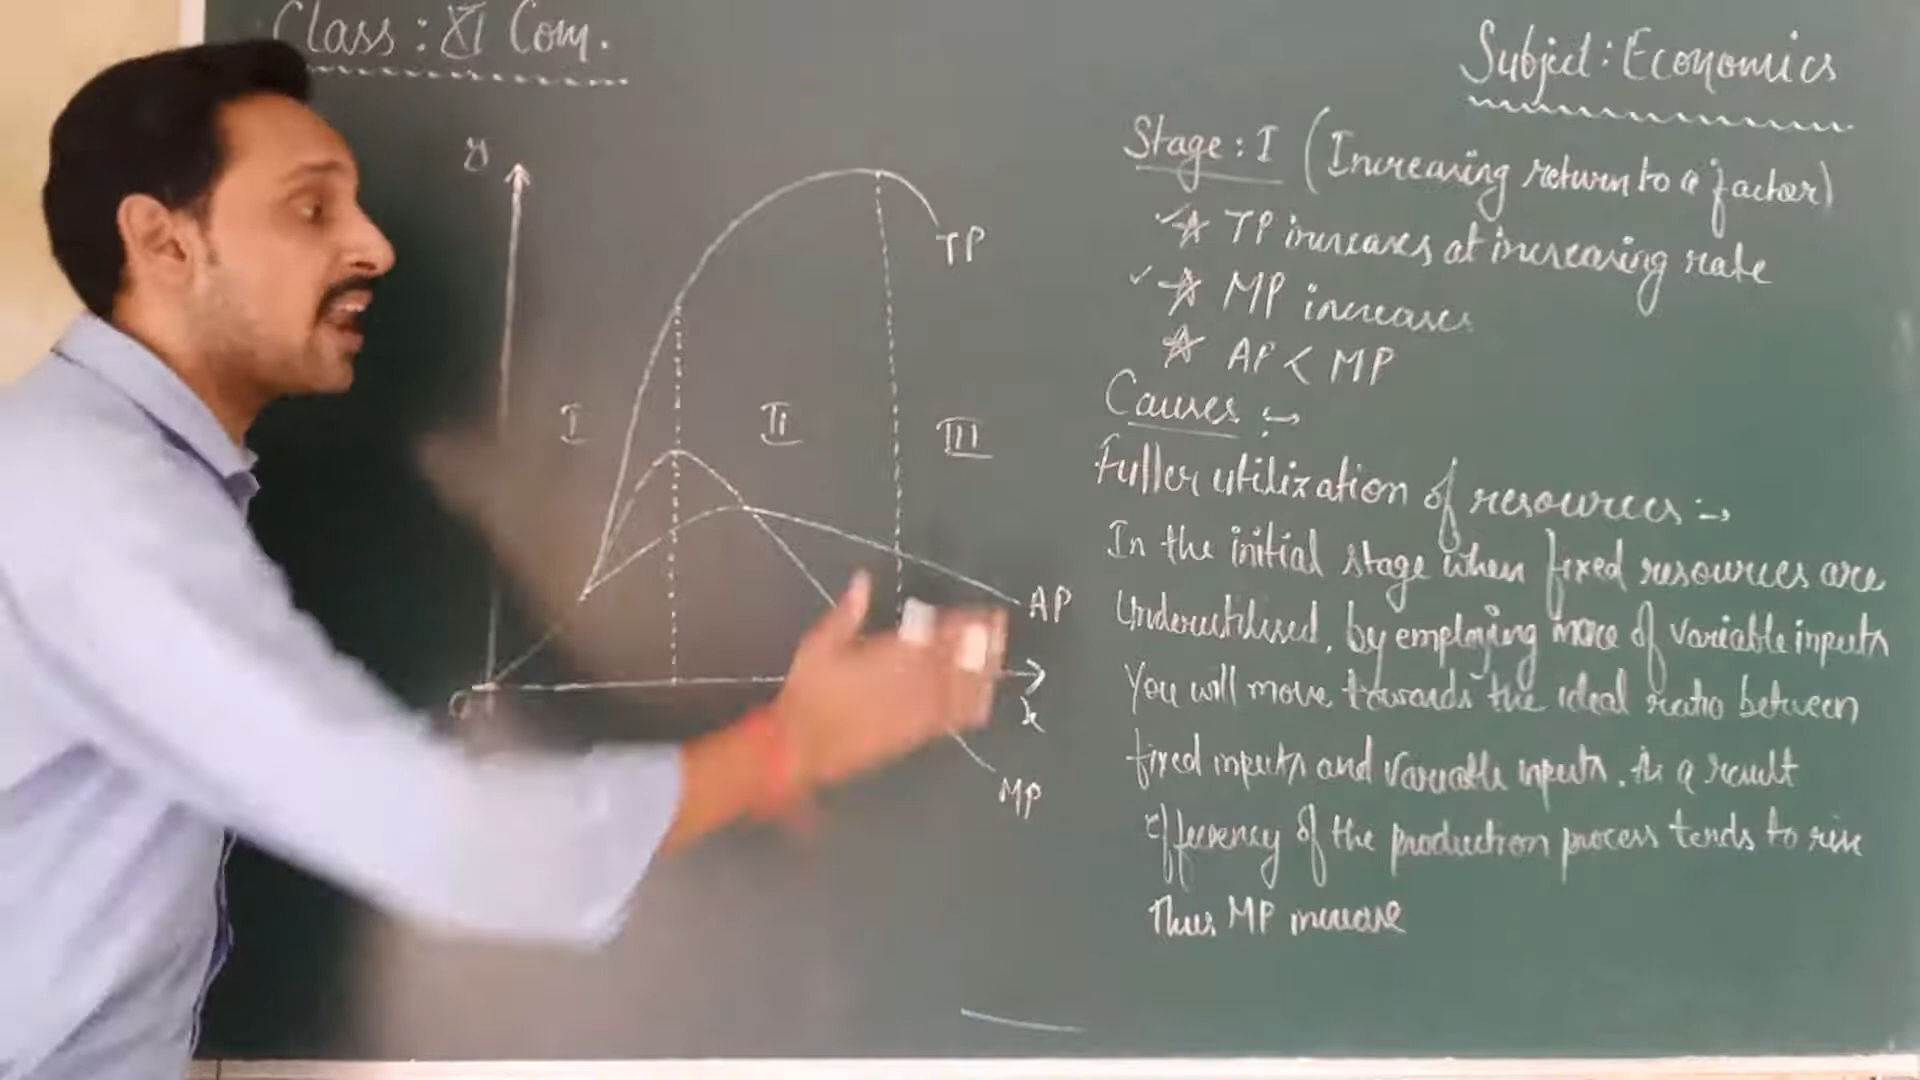 Class : XI Com.
Subject : Economics
y
TP
I
II
III
AP
O
x
MP
Stage : I (Increasing return to a factor)
TP increases at increasing rate
MP increases
AP < MP
Causes :→
Fuller utilization of resources :→
In the initial stage when fixed resources are
Underutilised, by employing more of variable inputs
You will move towards the ideal ratio between
fixed inputs and variable inputs. As a result
efficiency of the production process tends to rise
Thus MP increase